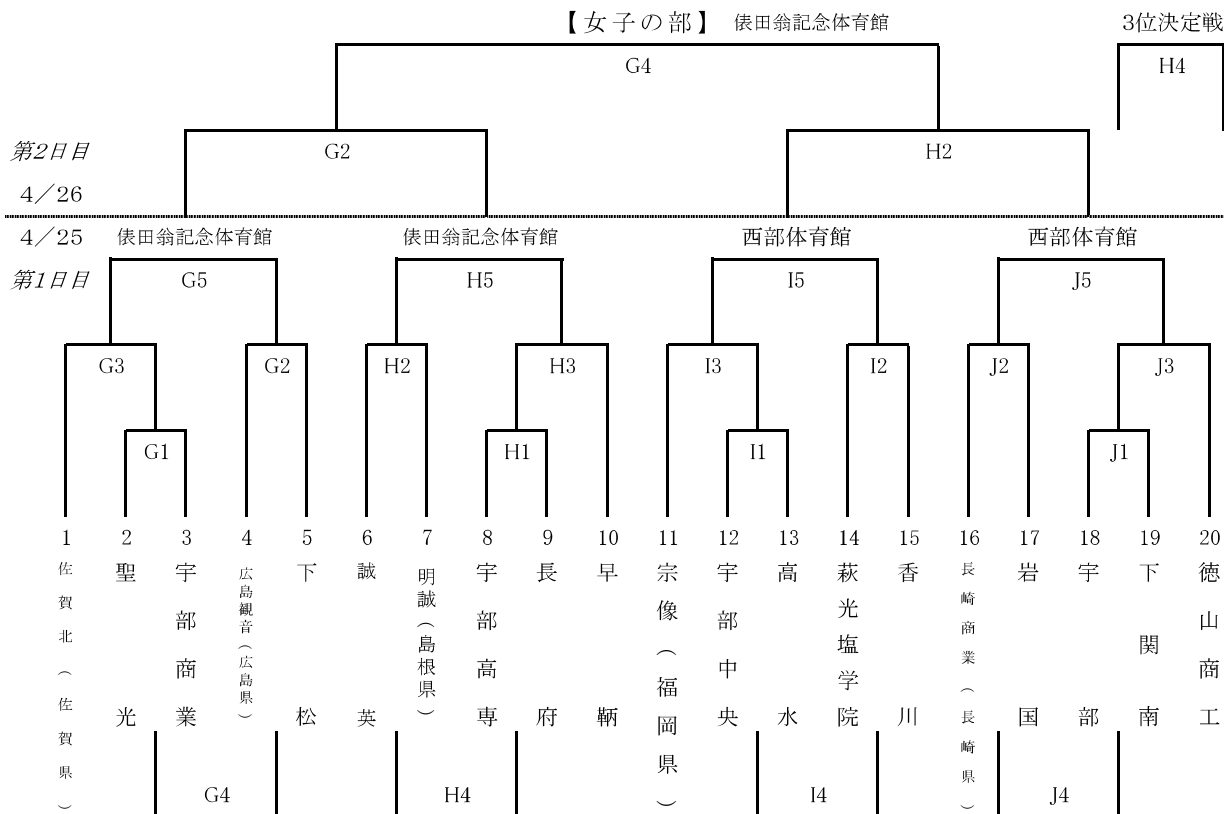 【女子の部】 俵田翁記念体育館 3位決定戦
G4 H4
第2日目 G2 H2
4／26
4／25 俵田翁記念体育館 俵田翁記念体育館 西部体育館 西部体育館
第1日目 G5 H5 I5 J5
G3 G2 H2 H3 I3 I2 J2 J3
G1 H1 I1 J1
1 2 3 4 5 6 7 8 9 10 11 12 13 14 15 16 17 18 19 20
佐賀北（佐賀県）
聖光
宇部商業
広島観音（広島県）
下松
誠英
明誠（島根県）
宇部高専
長府
早鞆
宗像（福岡県）
宇部中央
高水
萩光塩学院
香川
長崎商業（長崎県）
岩国
宇部
下関南
徳山商工
G4 H4 I4 J4